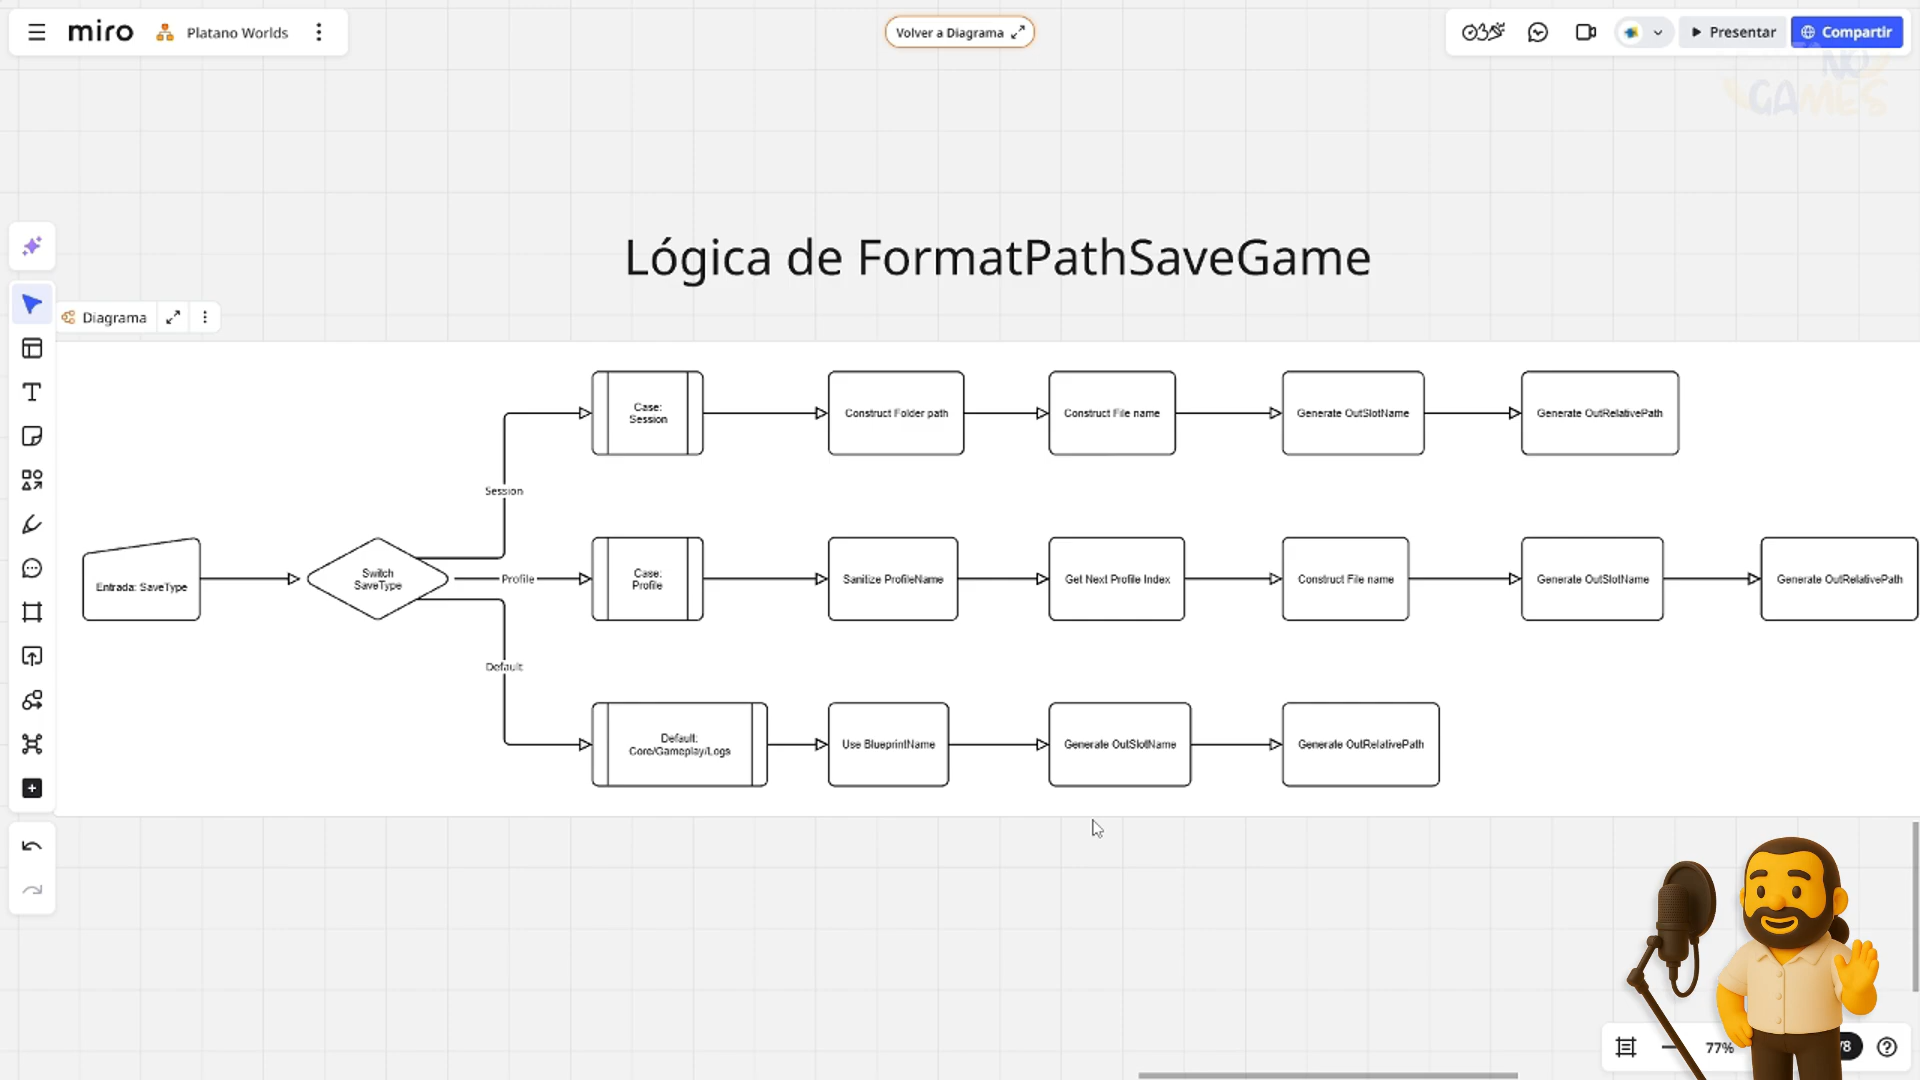 miro
Platano Worlds
Volver a Diagrama
Presentar
Compartir
NO
GAMES
Lógica de FormatPathSaveGame
Diagrama
Case:
Session
Construct Folder path
Construct File name
Generate OutSlotName
Generate OutRelativePath
Session
Entrada: SaveType
Switch
SaveType
Profile
Case:
Profile
Sanitize ProfileName
Get Next Profile Index
Construct File name
Generate OutSlotName
Generate OutRelativePath
Default
Default:
Core/Gameplay/Logs
Use BlueprintName
Generate OutSlotName
Generate OutRelativePath
77%